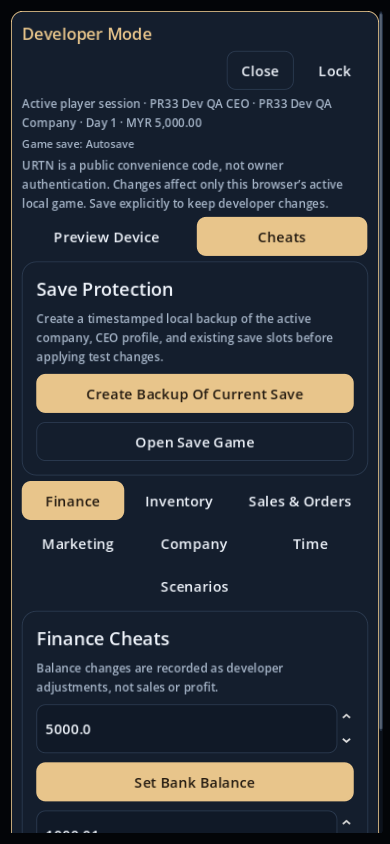 Developer Mode
Close Lock
Active player session · PR33 Dev QA CEO · PR33 Dev QA
Company · Day 1 · MYR 5,000.00
Game save: Autosave
URTN is a public convenience code, not owner
authentication. Changes affect only this browser's active
local game. Save explicitly to keep developer changes.
Preview Device Cheats
Save Protection
Create a timestamped local backup of the active
company, CEO profile, and existing save slots before
applying test changes.
Create Backup Of Current Save
Open Save Game
Finance Inventory Sales & Orders
Marketing Company Time
Scenarios
Finance Cheats
Balance changes are recorded as developer
adjustments, not sales or profit.
5000.0
Set Bank Balance